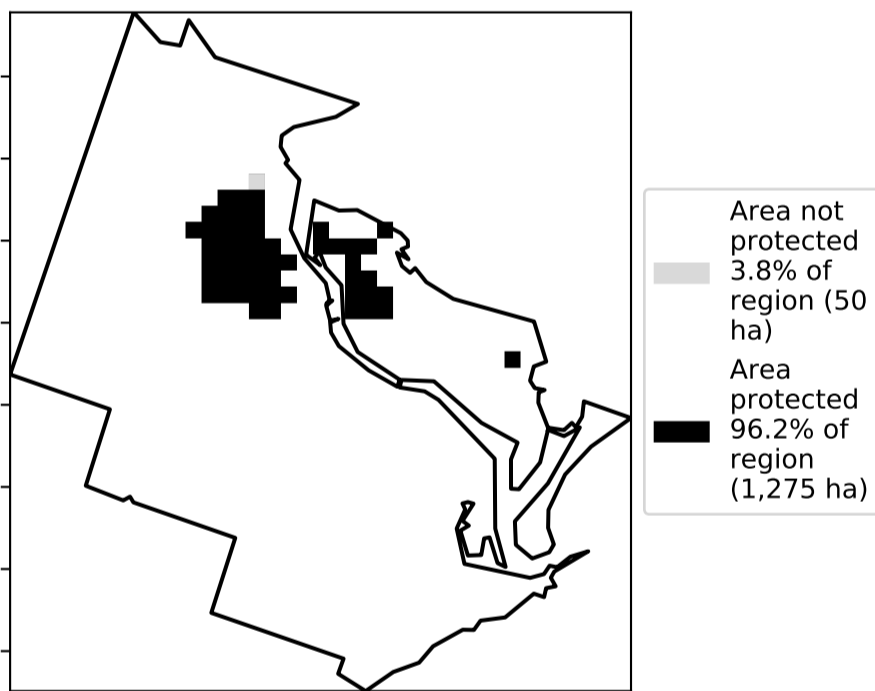 Area not
protected
3.8% of
region (50
ha)
Area
protected
96.2% of
region
(1,275 ha)